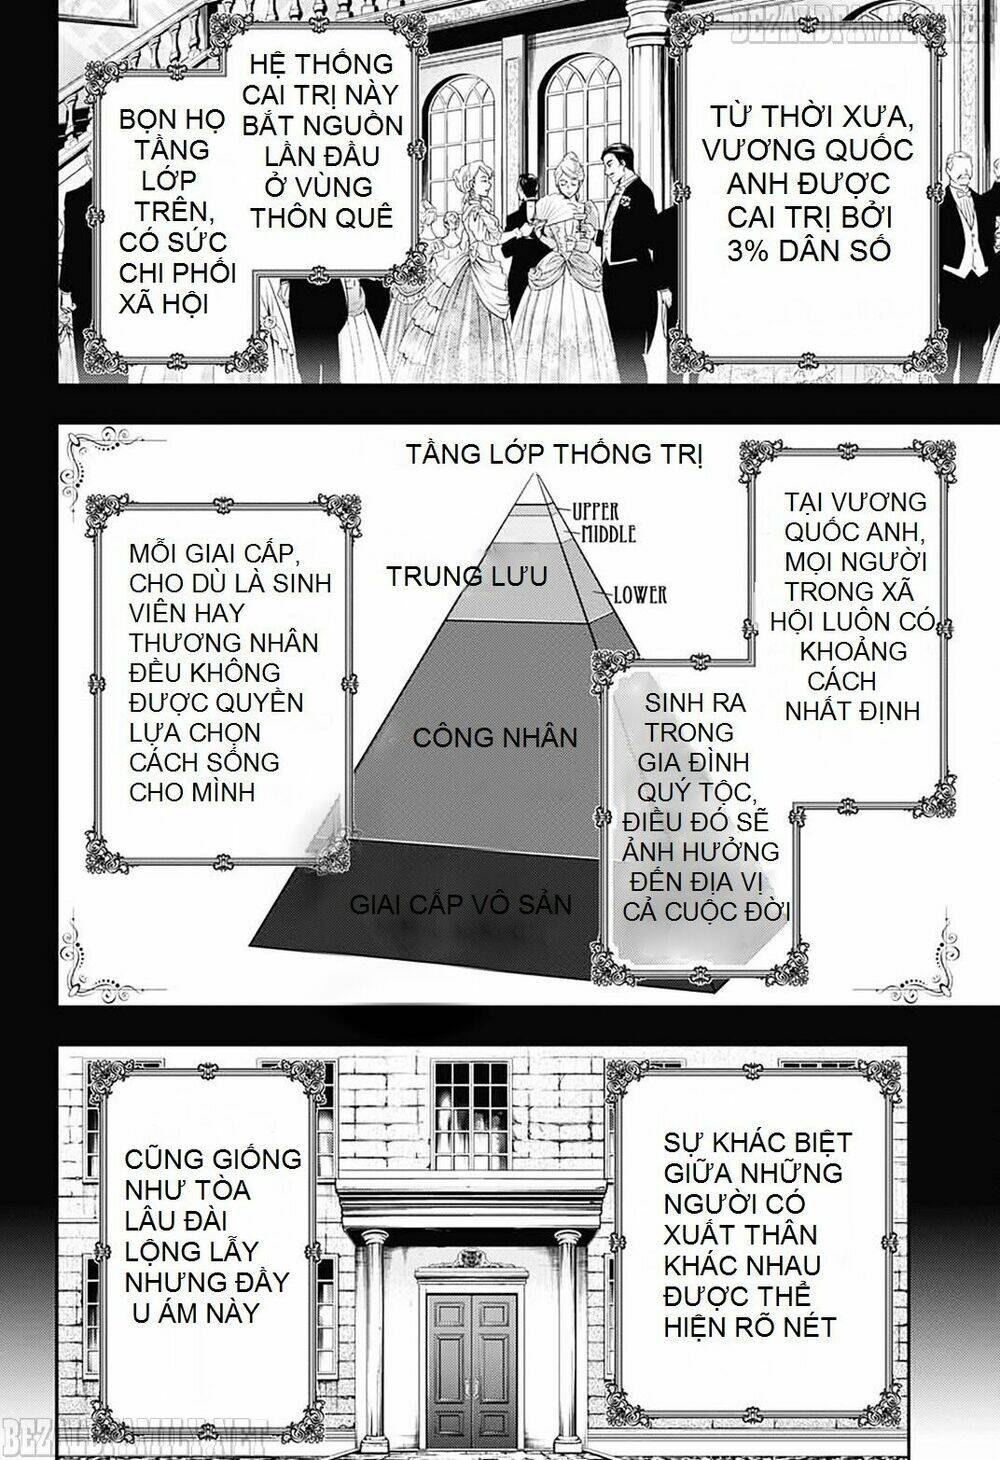 BEZALDFAMILY.NET
TỪ THỜI XƯA,
VƯƠNG QUỐC
ANH ĐƯỢC
CAI TRỊ BỞI
3% DÂN SỐ
HỆ THỐNG
CAI TRỊ NÀY
BẮT NGUỒN
LẦN ĐẦU
Ở VÙNG
THÔN QUÊ
BỌN HỌ
TẦNG
LỚP
TRÊN,
CÓ SỨC
CHI PHỐI
XÃ HỘI
TẠI VƯƠNG
QUỐC ANH,
MỌI NGƯỜI
TRONG XÃ
HỘI LUÔN CÓ
KHOẢNG
CÁCH
NHẤT ĐỊNH
SINH RA
TRONG
GIA ĐÌNH
QUÝ TỘC,
ĐIỀU ĐÓ SẼ
ẢNH HƯỞNG
ĐẾN ĐỊA VỊ
CẢ CUỘC ĐỜI
TẦNG LỚP THỐNG TRỊ
UPPER
MIDDLE
TRUNG LƯU
LOWER
CÔNG NHÂN
GIAI CẤP VÔ SẢN
MỖI GIAI CẤP,
CHO DÙ LÀ SINH
VIÊN HAY
THƯƠNG NHÂN
ĐỀU KHÔNG
ĐƯỢC QUYỀN
LỰA CHỌN
CÁCH SỐNG
CHO MÌNH
SỰ KHÁC BIỆT
GIỮA NHỮNG
NGƯỜI CÓ
XUẤT THÂN
KHÁC NHAU
ĐƯỢC THỂ
HIỆN RÕ NÉT
CŨNG GIỐNG
NHƯ TÒA
LÂU ĐÀI
LỘNG LẪY
NHƯNG ĐẦY
U ÁM NÀY
BEZALDFAMILY.NET